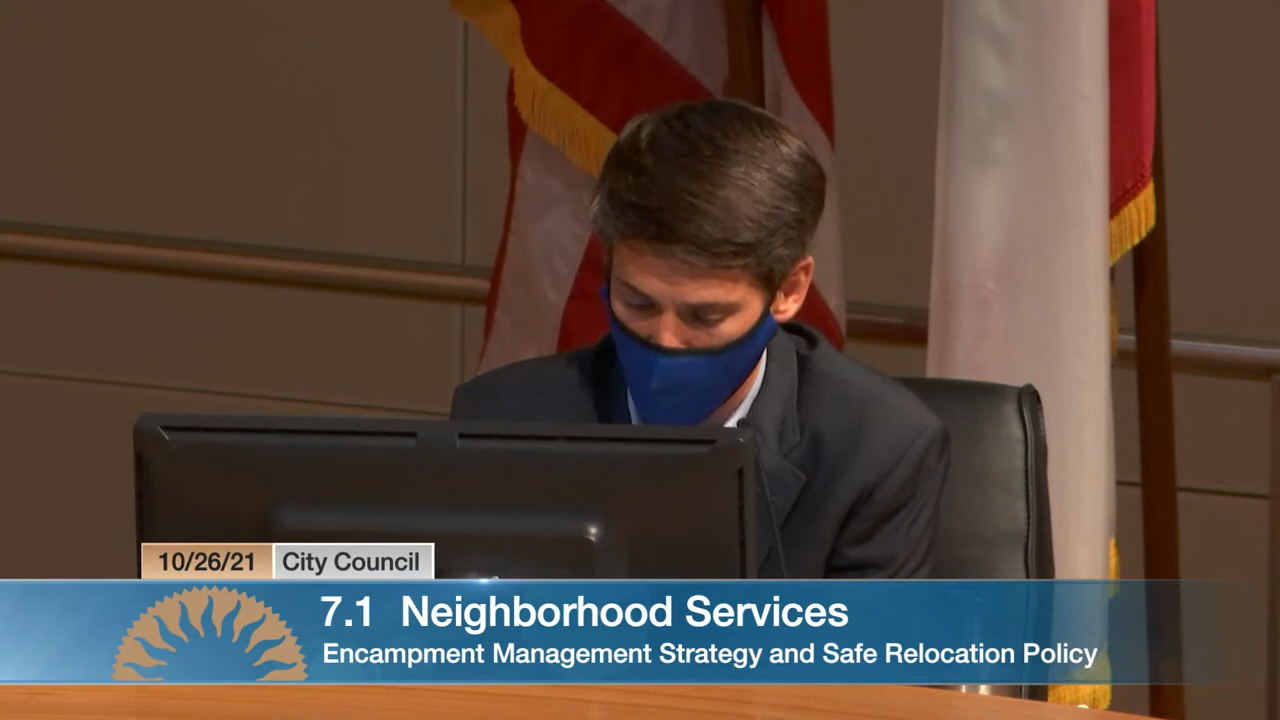 10/26/21 City Council
7.1 Neighborhood Services
Encampment Management Strategy and Safe Relocation Policy